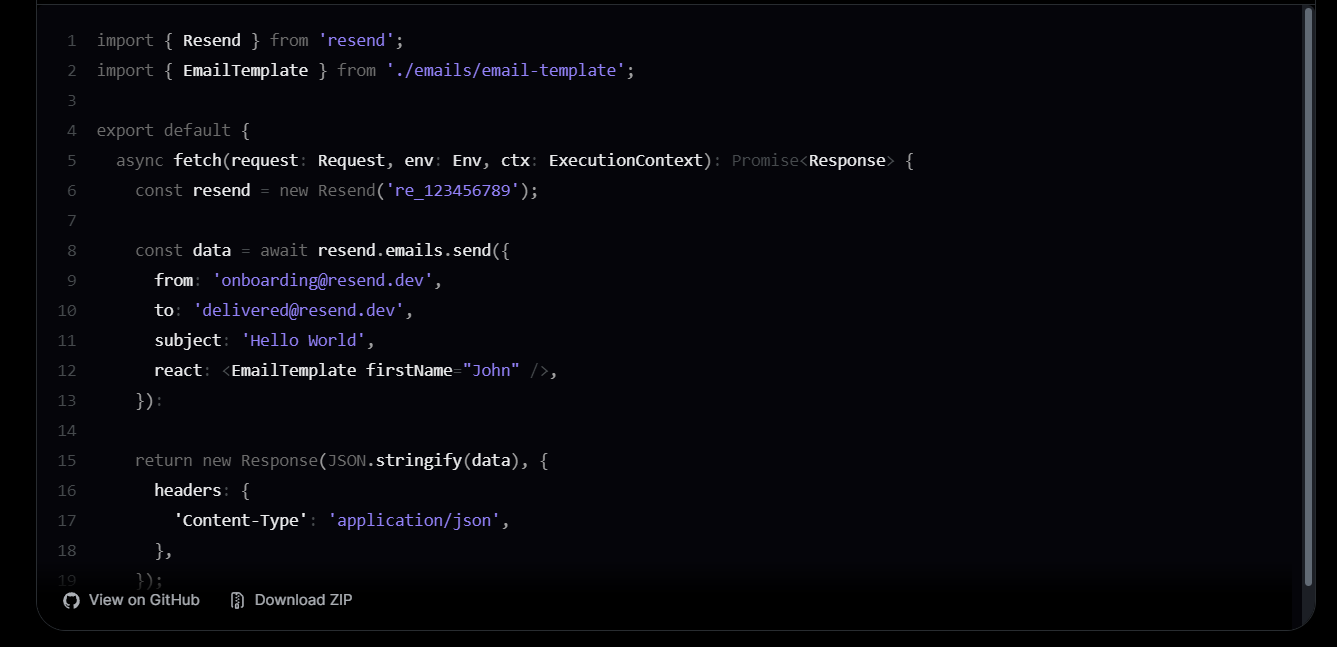 1 import { Resend } from 'resend';
2 import { EmailTemplate } from './emails/email-template';
3
4 export default {
5 async fetch(request: Request, env: Env, ctx: ExecutionContext): Promise<Response> {
6 const resend = new Resend('re_123456789');
7
8 const data = await resend.emails.send({
9 from: 'onboarding@resend.dev',
10 to: 'delivered@resend.dev',
11 subject: 'Hello World',
12 react: <EmailTemplate firstName="John" />,
13 }):
14
15 return new Response(JSON.stringify(data), {
16 headers: {
17 'Content-Type': 'application/json',
18 },
19 });
View on GitHub Download ZIP